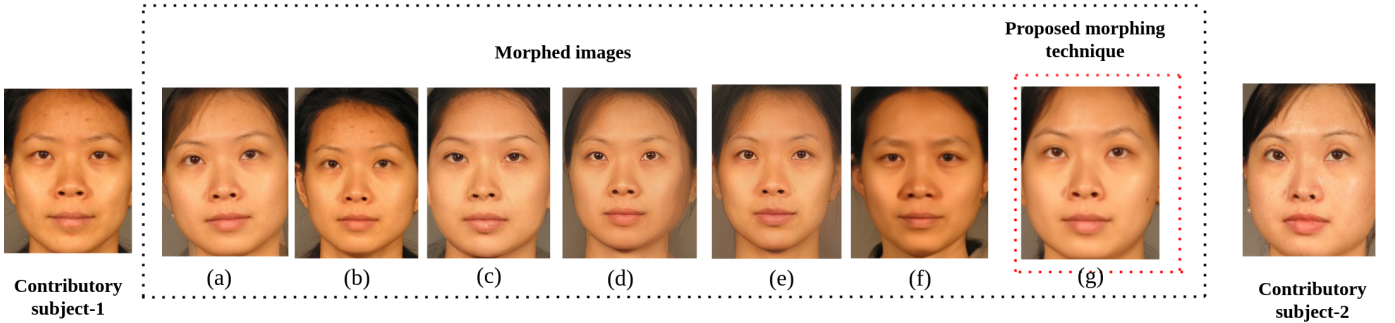 Proposed morphing
technique
Morphed images
(a)
(b)
(c)
(d)
(e)
(f)
(g)
Contributory
subject-1
Contributory
subject-2